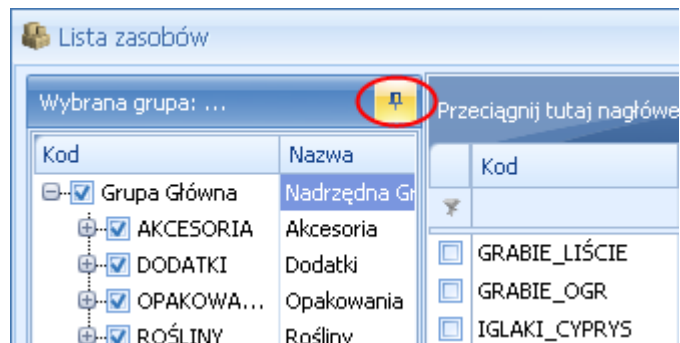 Lista zasobów
Wybrana grupa: ...
Przeciągnij tutaj nagłówe
Kod Nazwa
Grupa Główna Nadrzędna Gr
AKCESORIA Akcesoria
DODATKI Dodatki
OPAKOWA... Opakowania
ROŚLINY Rośliny
Kod
GRABIE_LIŚCIE
GRABIE_OGR
IGLAKI_CYPRYS